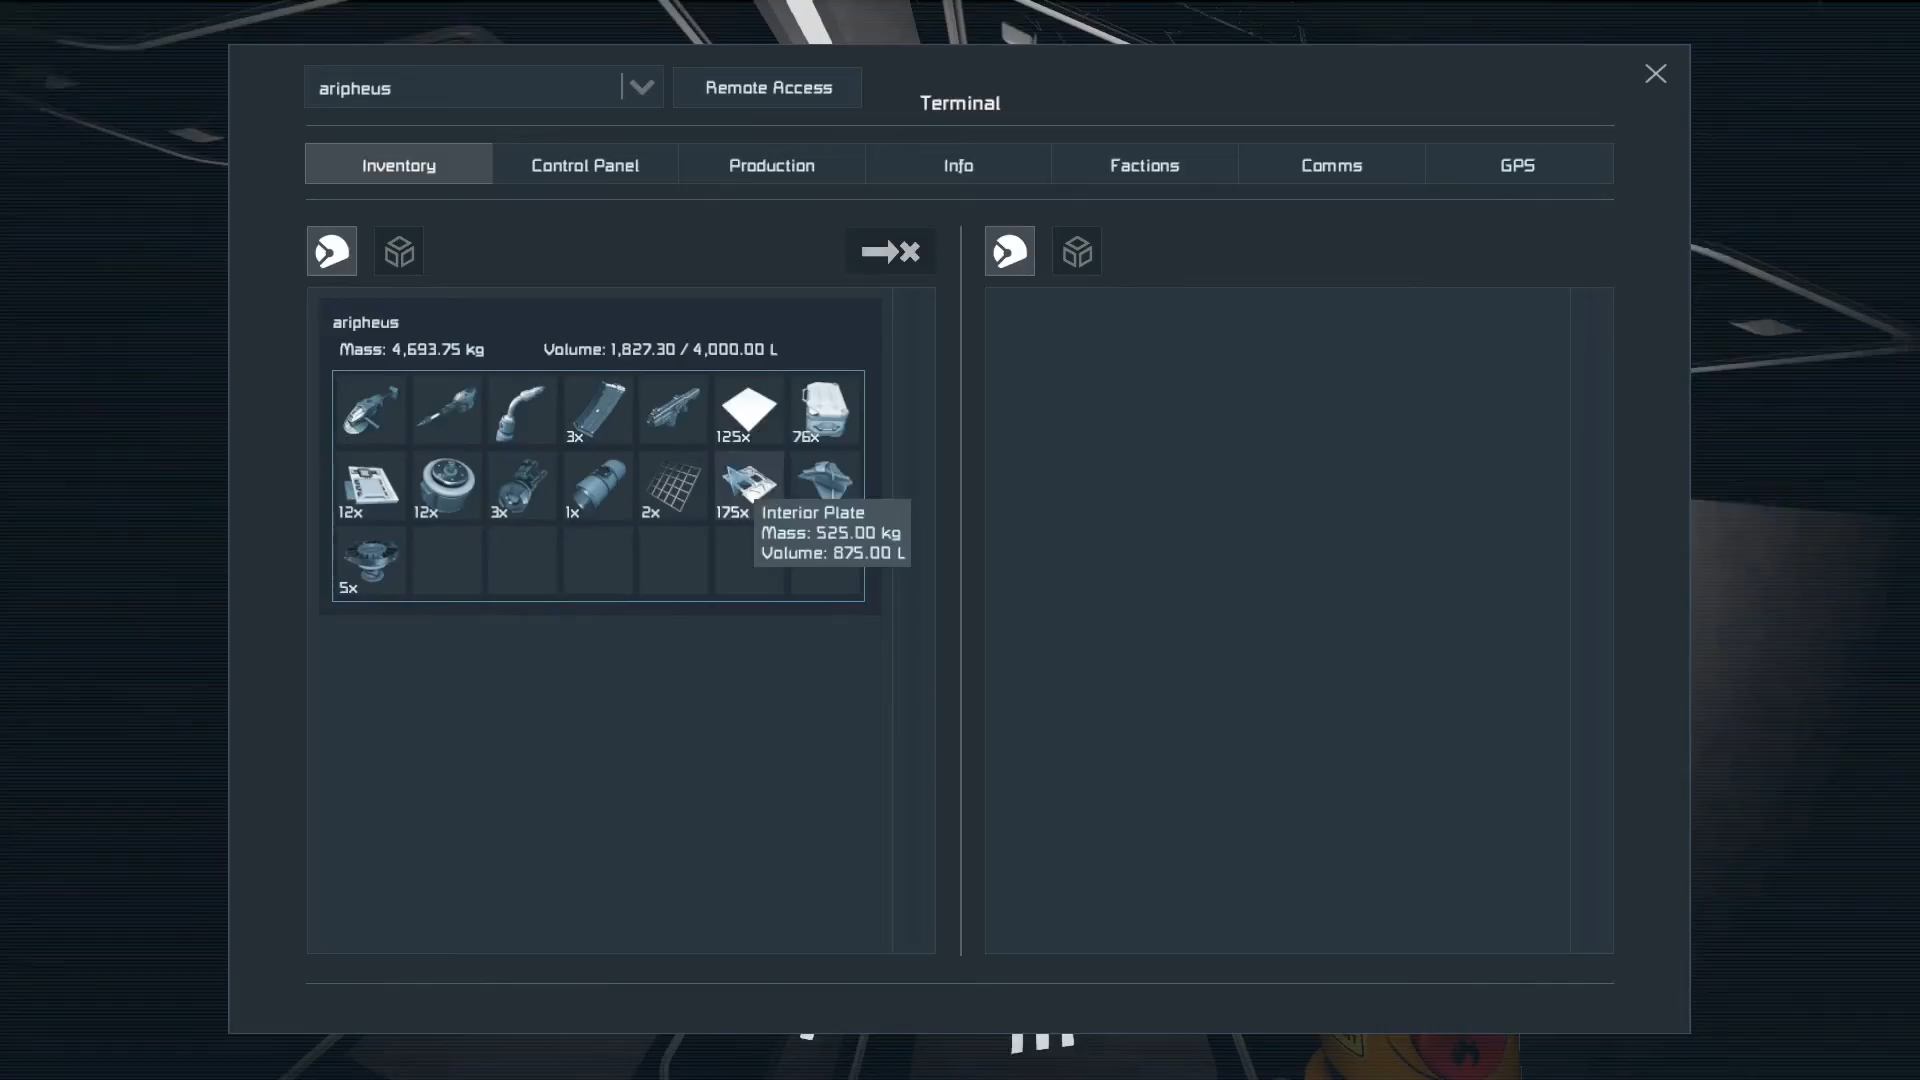 aripheus
Remote Access
Terminal
Inventory
Control Panel
Production
Info
Factions
Comms
GPS
aripheus
Mass: 4,693.75 kg
Volume: 1,827.30 / 4,000.00 L
3x
125x
76x
12x
12x
3x
1x
2x
175x
Interior Plate
Mass: 525.00 kg
Volume: 875.00 L
5x